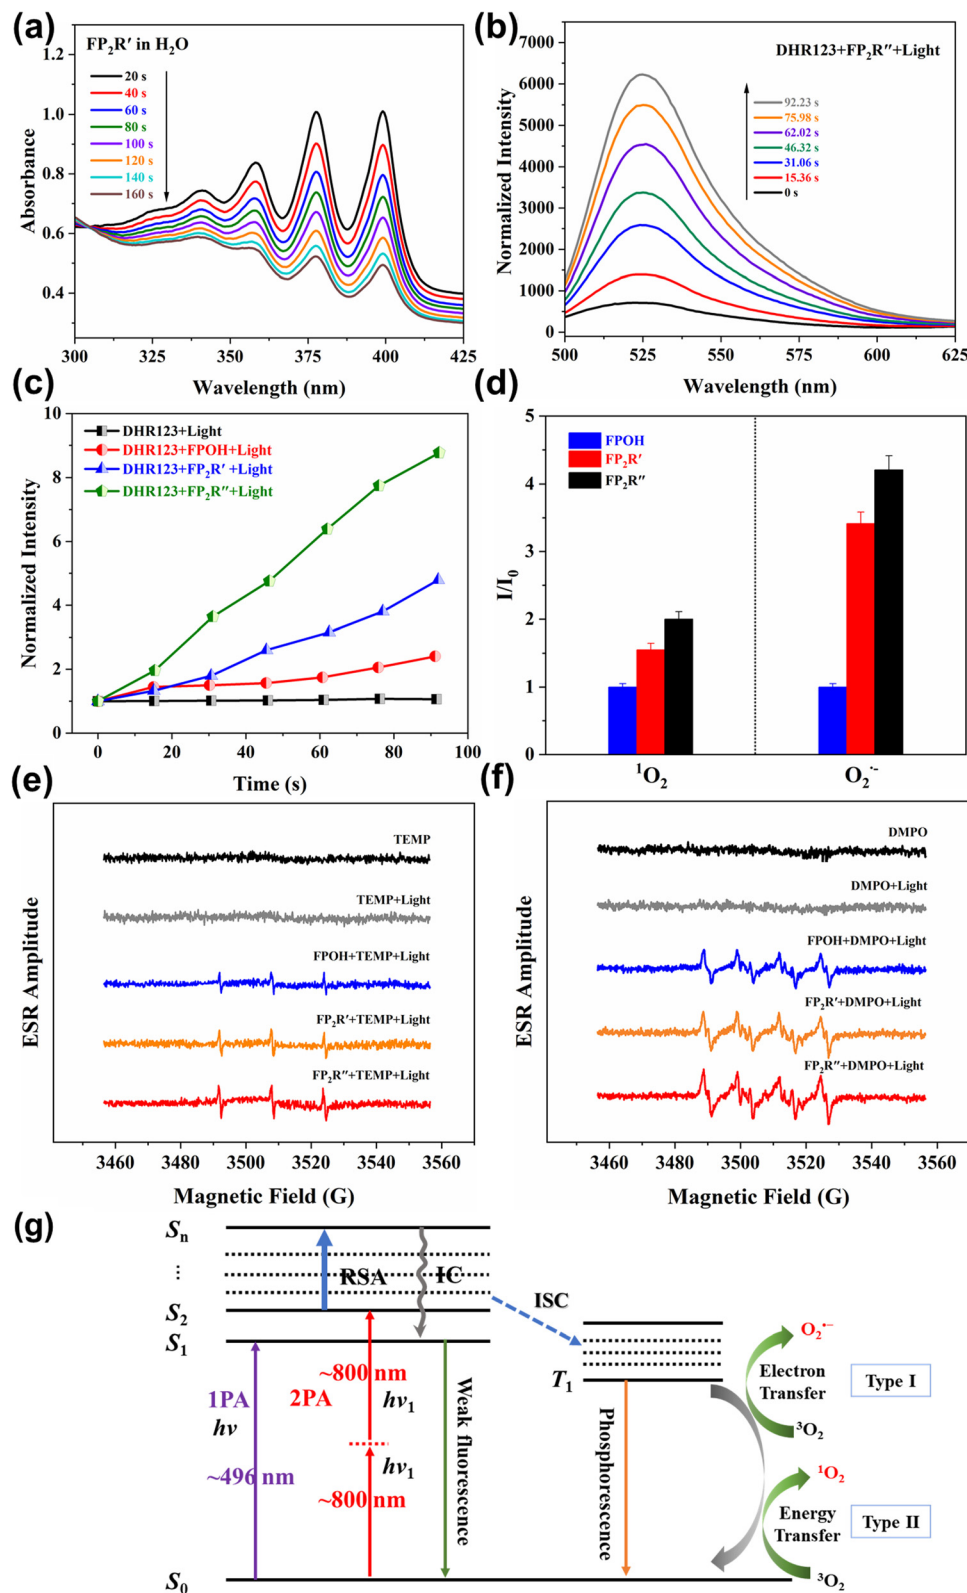 (a)
FP₂R′ in H₂O
20 s
40 s
60 s
80 s
100 s
120 s
140 s
160 s
1.2
1.0
0.8
0.6
0.4
Absorbance
300
325
350
375
400
425
Wavelength (nm)
(b)
DHR123+FP₂R″+Light
92.23 s
75.98 s
62.02 s
46.32 s
31.06 s
15.36 s
0 s
7000
6000
5000
4000
3000
2000
1000
0
Normalized Intensity
500
525
550
575
600
625
Wavelength (nm)
(c)
DHR123+Light
DHR123+FPOH+Light
DHR123+FP₂R′ +Light
DHR123+FP₂R″+Light
10
8
6
4
2
0
Normalized Intensity
0
20
40
60
80
100
Time (s)
(d)
FPOH
FP₂R′
FP₂R″
5
4
3
2
1
0
I/I₀
¹O₂
O₂·⁻
(e)
TEMP
TEMP+Light
FPOH+TEMP+Light
FP₂R′+TEMP+Light
FP₂R″+TEMP+Light
ESR Amplitude
3460
3480
3500
3520
3540
3560
Magnetic Field (G)
(f)
DMPO
DMPO+Light
FPOH+DMPO+Light
FP₂R′+DMPO+Light
FP₂R″+DMPO+Light
ESR Amplitude
3460
3480
3500
3520
3540
3560
Magnetic Field (G)
(g)
Sₙ
...
S₂
S₁
S₀
RSA
IC
ISC
1PA
hν
~496 nm
2PA
~800 nm
hν₁
hν₁
~800 nm
Weak fluorescence
T₁
Phosphorescence
O₂•−
Electron
Transfer
Type I
³O₂
¹O₂
Energy
Transfer
Type II
³O₂